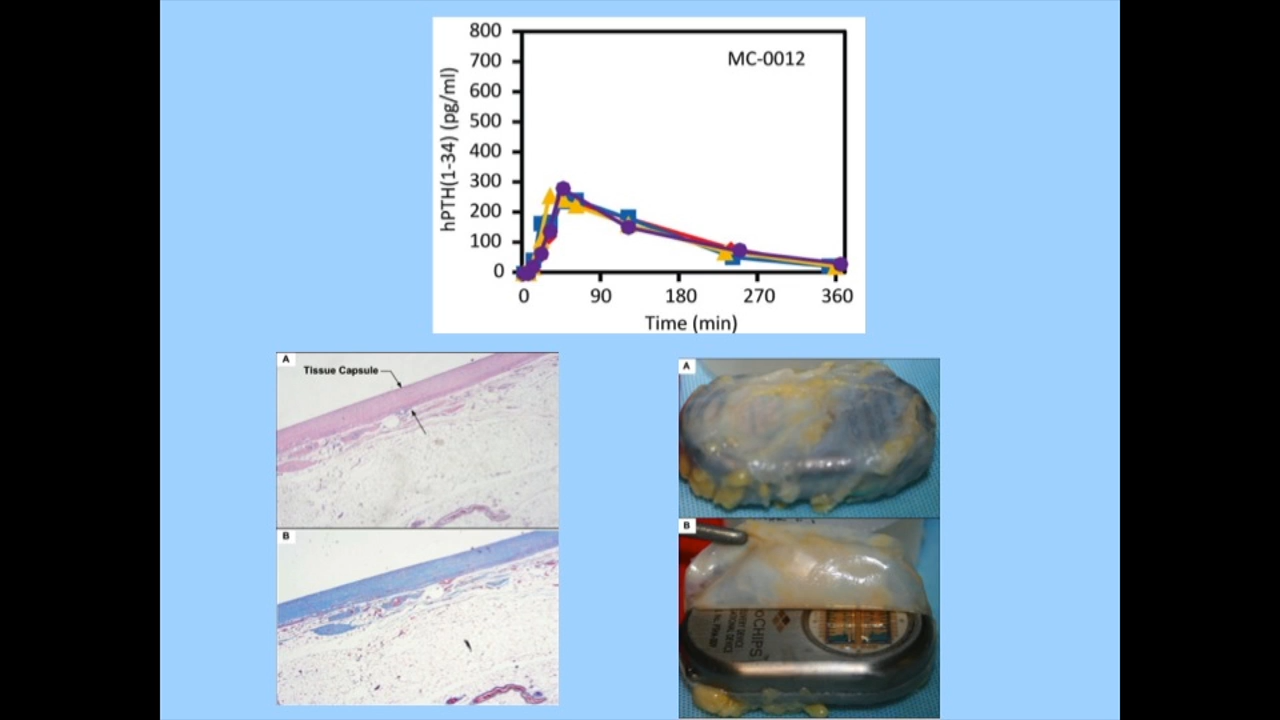 800
700
600
500
400
300
200
100
0
hPTH(1-34) (pg/ml)
MC-0012
0 90 180 270 360
Time (min)
A
Tissue Capsule
B
A
B
OCHIPS